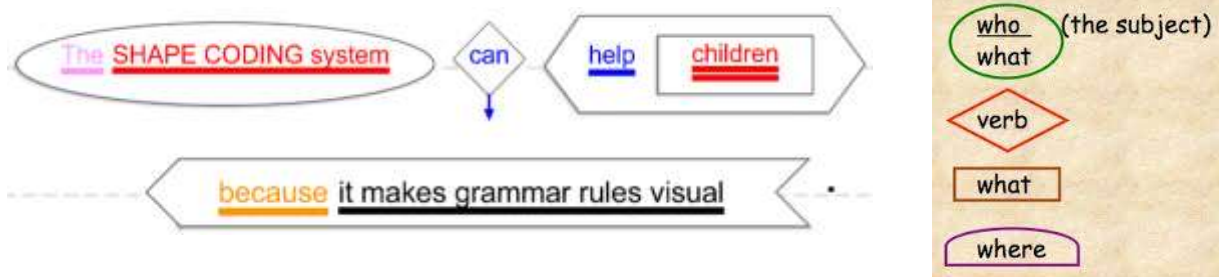 The SHAPE CODING system can help children
because it makes grammar rules visual .
who (the subject)
what
verb
what
where